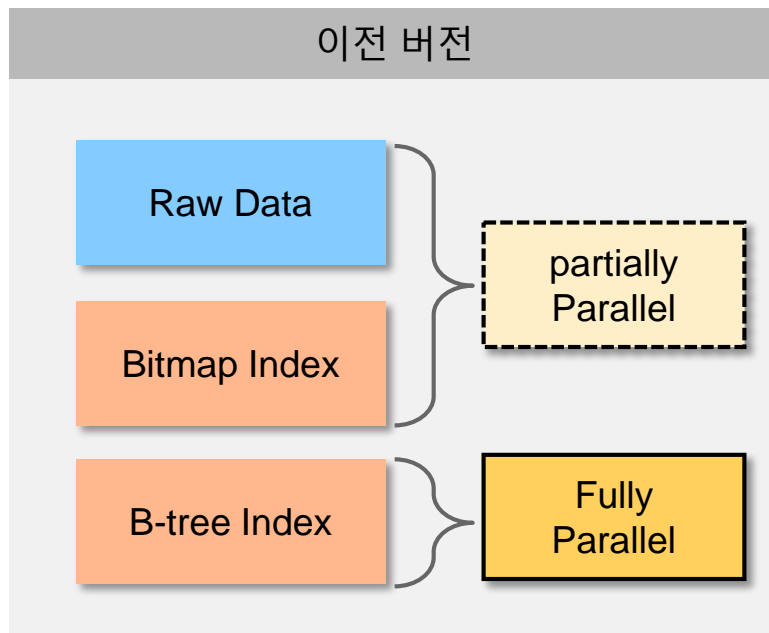 이전 버전
Raw Data
Bitmap Index
partially
Parallel
B-tree Index
Fully
Parallel